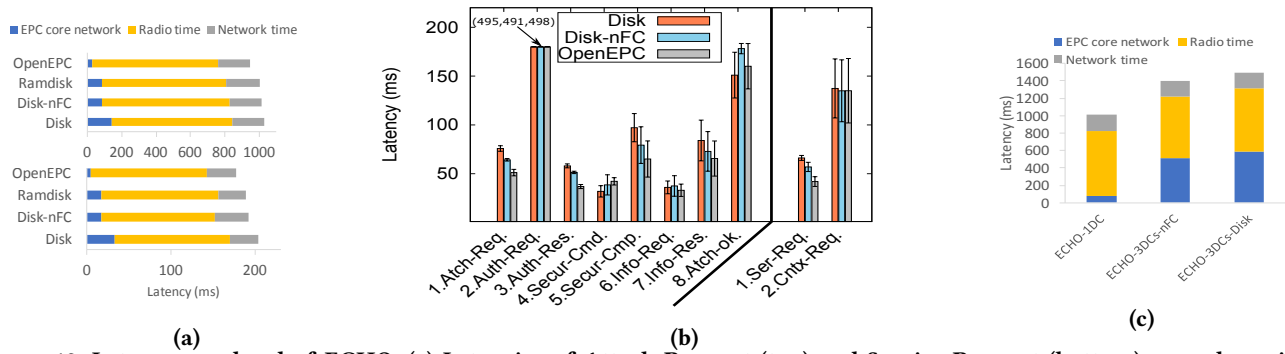 EPC core network Radio time Network time
OpenEPC
Ramdisk
Disk-nFC
Disk
0 200 400 600 800 1000
OpenEPC
Ramdisk
Disk-nFC
Disk
0 100 200
Latency (ms)
(a)
(495,491,498)
Disk
Disk-nFC
OpenEPC
Latency (ms)
200
150
100
50
1.Atch-Req.
2.Auth-Req.
3.Auth-Res.
4.Secur-Cmd.
5.Secur-Cmp.
6.Info-Req.
7.Info-Res.
8.Atch-ok.
1.Ser-Req.
2.Cntx-Req.
(b)
EPC core network Radio time
Network time
Latency (ms)
1600
1400
1200
1000
800
600
400
200
0
ECHO-1DC
ECHO-3DCs-nFC
ECHO-3DCs-Disk
(c)